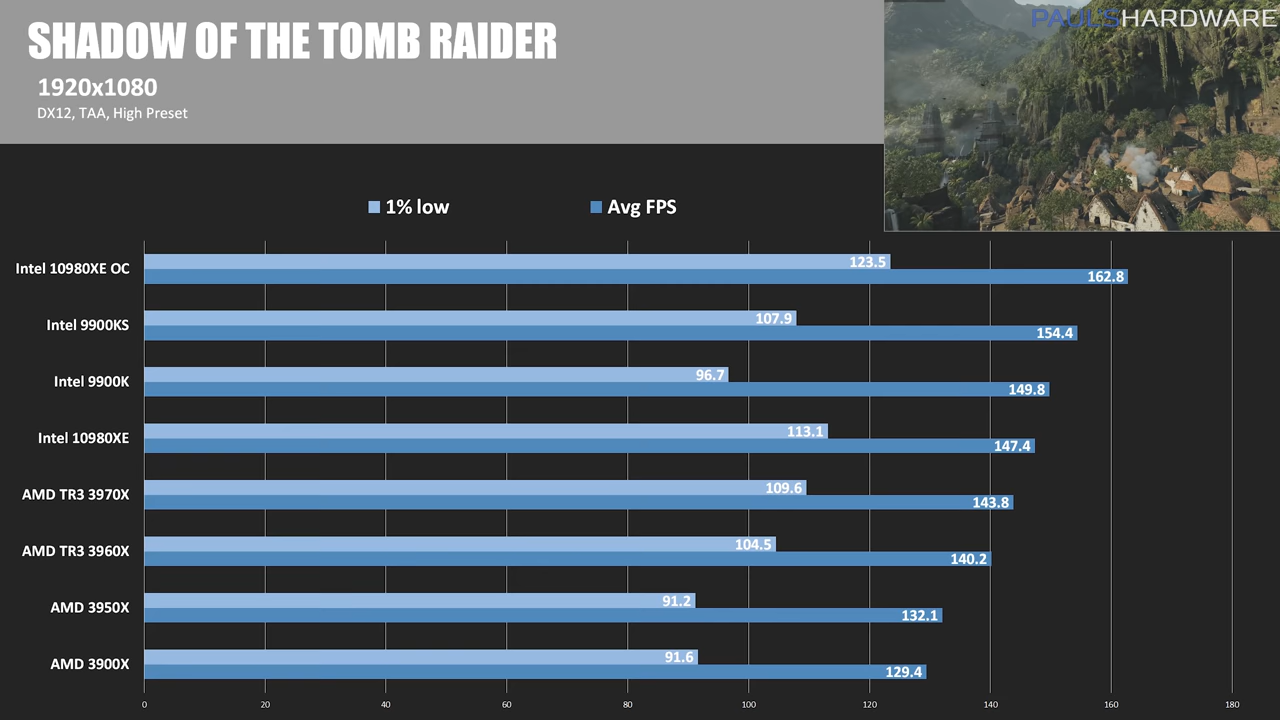 SHADOW OF THE TOMB RAIDER
PAULSHARDWARE
1920x1080
DX12, TAA, High Preset
1% low
Avg FPS
Intel 10980XE OC
123.5
162.8
Intel 9900KS
107.9
154.4
Intel 9900K
96.7
149.8
Intel 10980XE
113.1
147.4
AMD TR3 3970X
109.6
143.8
AMD TR3 3960X
104.5
140.2
AMD 3950X
91.2
132.1
AMD 3900X
91.6
129.4
0 20 40 60 80 100 120 140 160 180